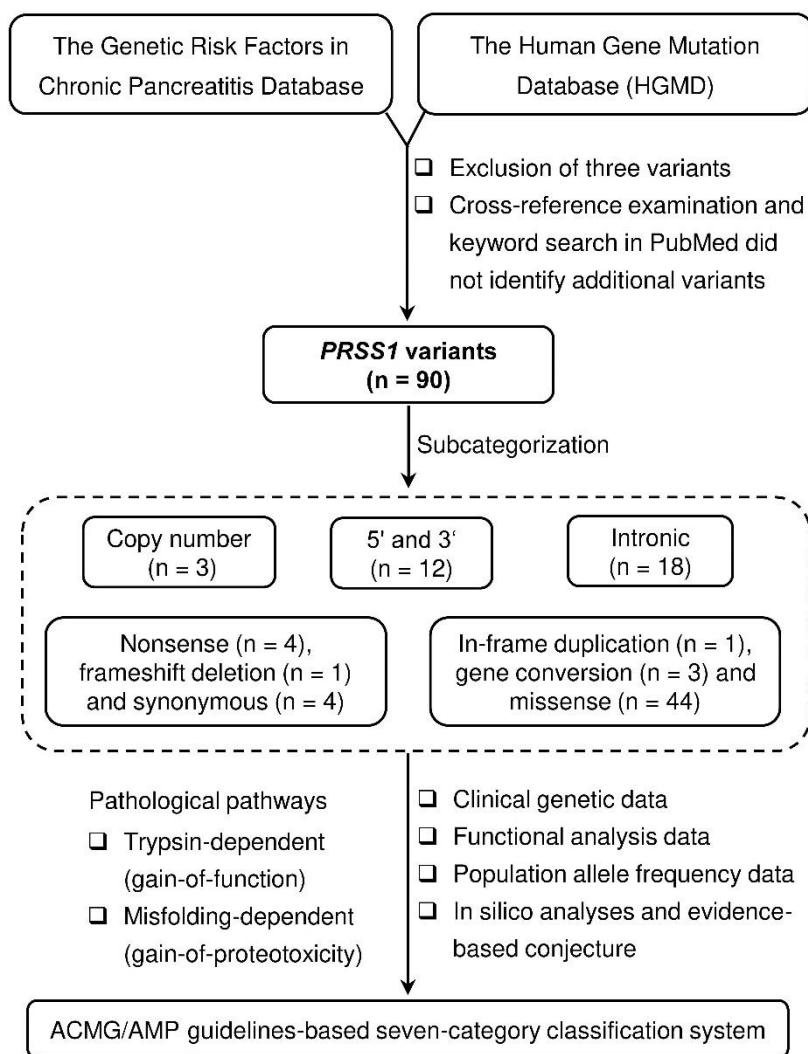 The Genetic Risk Factors in
Chronic Pancreatitis Database
The Human Gene Mutation
Database (HGMD)
❑ Exclusion of three variants
❑ Cross-reference examination and
keyword search in PubMed did
not identify additional variants
PRSS1 variants
(n = 90)
Subcategorization
Copy number
(n = 3)
5' and 3‘
(n = 12)
Intronic
(n = 18)
Nonsense (n = 4),
frameshift deletion (n = 1)
and synonymous (n = 4)
In-frame duplication (n = 1),
gene conversion (n = 3) and
missense (n = 44)
Pathological pathways
❑ Trypsin-dependent
(gain-of-function)
❑ Misfolding-dependent
(gain-of-proteotoxicity)
❑ Clinical genetic data
❑ Functional analysis data
❑ Population allele frequency data
❑ In silico analyses and evidence-
based conjecture
ACMG/AMP guidelines-based seven-category classification system